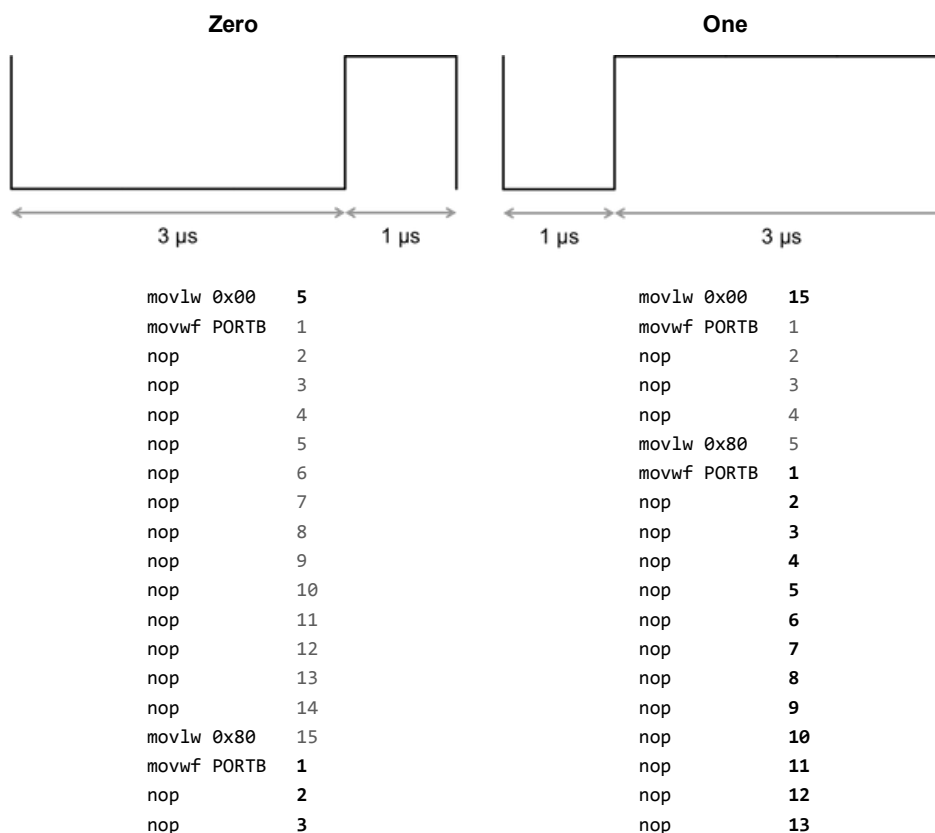 Zero One
3 µs 1 µs 1 µs 3 µs
movlw 0x00 5 movlw 0x00 15
movwf PORTB 1 movwf PORTB 1
nop 2 nop 2
nop 3 nop 3
nop 4 nop 4
nop 5 movlw 0x80 5
nop 6 movwf PORTB 1
nop 7 nop 2
nop 8 nop 3
nop 9 nop 4
nop 10 nop 5
nop 11 nop 6
nop 12 nop 7
nop 13 nop 8
nop 14 nop 9
movlw 0x80 15 nop 10
movwf PORTB 1 nop 11
nop 2 nop 12
nop 3 nop 13